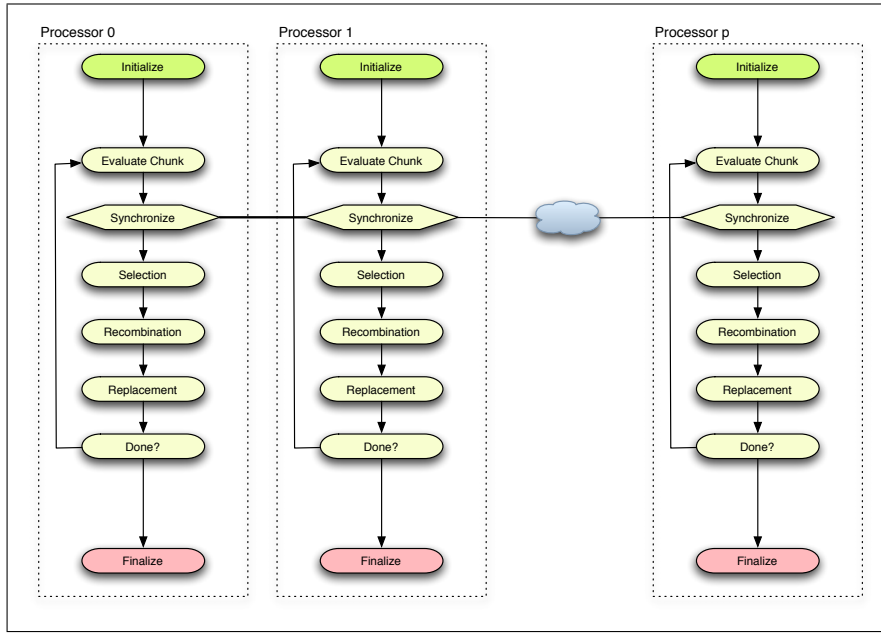 Processor 0
Initialize
Evaluate Chunk
Synchronize
Selection
Recombination
Replacement
Done?
Finalize
Processor 1
Initialize
Evaluate Chunk
Synchronize
Selection
Recombination
Replacement
Done?
Finalize
Processor p
Initialize
Evaluate Chunk
Synchronize
Selection
Recombination
Replacement
Done?
Finalize